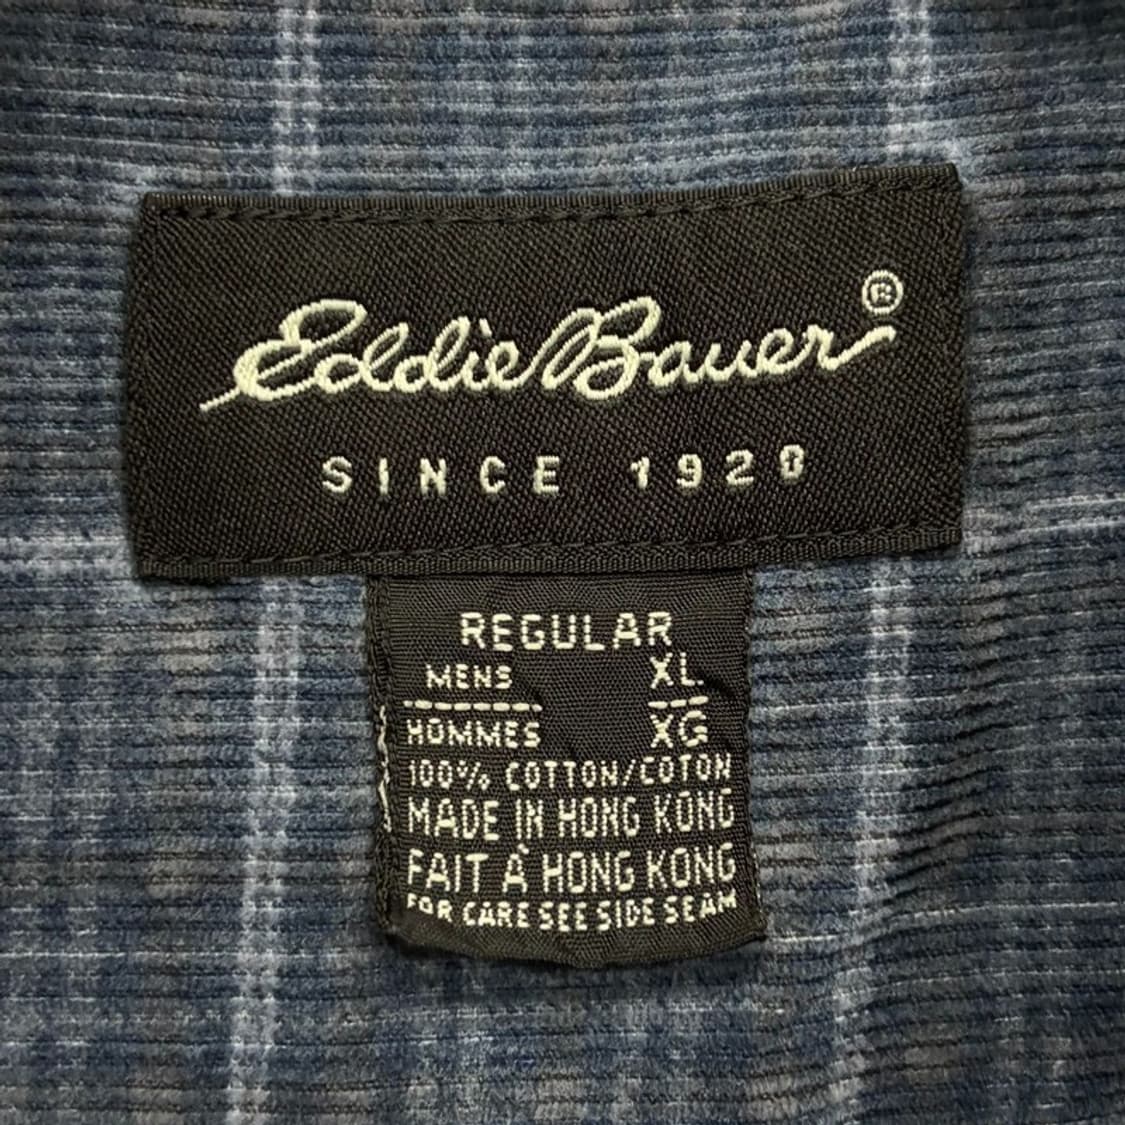 Eddie Bauer®
SINCE 1920
REGULAR
MENS XL
HOMMES XG
100% COTTON/COTON
MADE IN HONG KONG
FAIT À HONG KONG
FOR CARE SEE SIDE SEAM